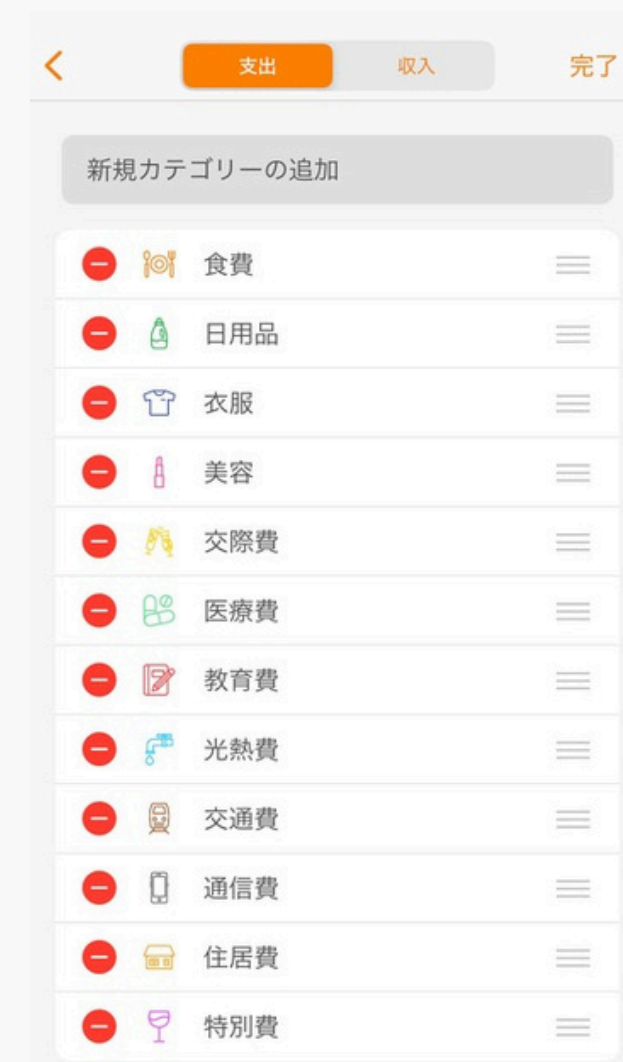 支出 収入 完了
新規カテゴリーの追加
食費
日用品
衣服
美容
交際費
医療費
教育費
光熱費
交通費
通信費
住居費
特別費